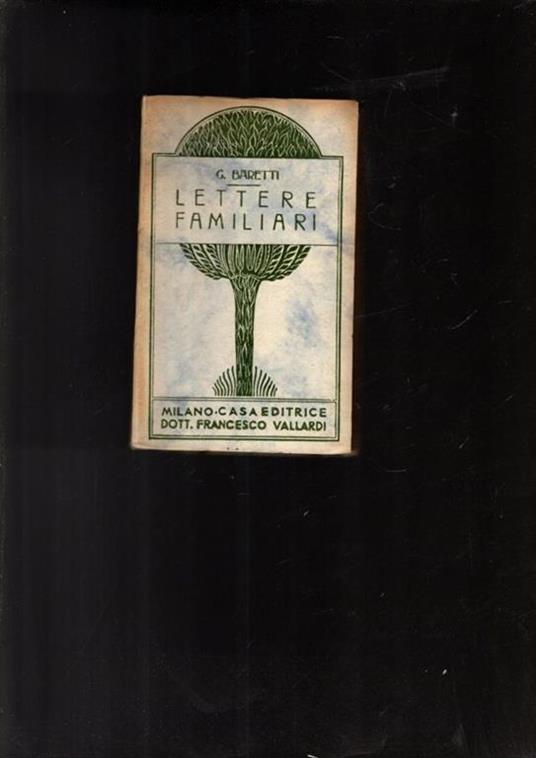 G. BARETTI
LETTERE
FAMILIARI
MILANO·CASA EDITRICE
DOTT. FRANCESCO VALLARDI